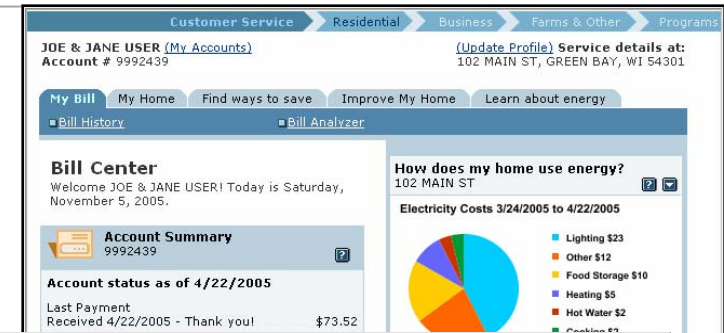 Customer Service Residential Business Farms & Other Programs
JOE & JANE USER (My Accounts)
Account # 9992439
(Update Profile) Service details at:
102 MAIN ST, GREEN BAY, WI 54301
My Bill My Home Find ways to save Improve My Home Learn about energy
Bill History Bill Analyzer
Bill Center
Welcome JOE & JANE USER! Today is Saturday,
November 5, 2005.
Account Summary
9992439
?
Account status as of 4/22/2005
Last Payment
Received 4/22/2005 - Thank you! $73.52
How does my home use energy?
102 MAIN ST
?
Electricity Costs 3/24/2005 to 4/22/2005
Lighting $23
Other $12
Food Storage $10
Heating $5
Hot Water $2
Cooking $2